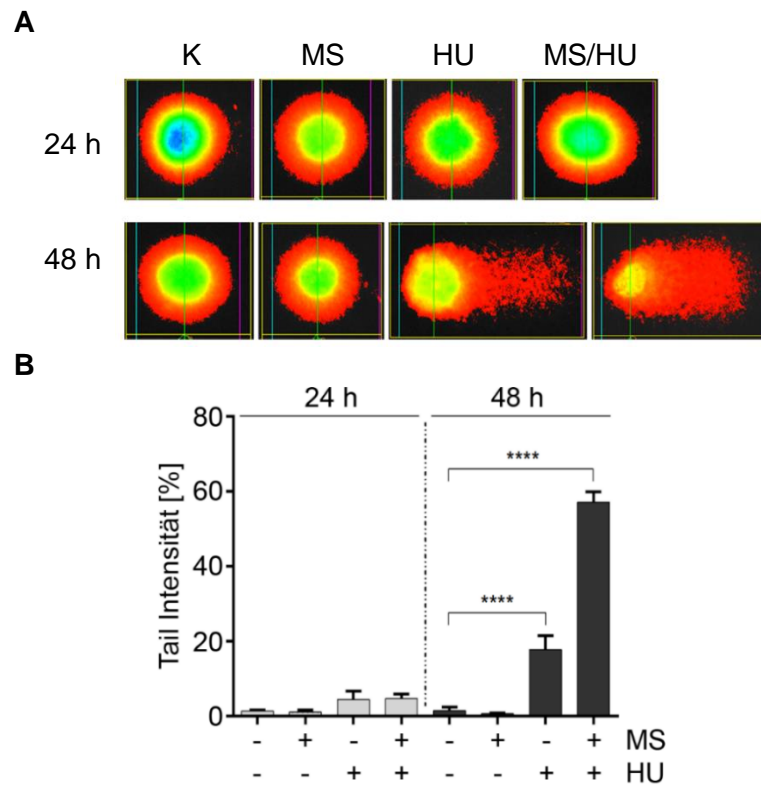 A
K MS HU MS/HU
24 h
48 h
B
24 h 48 h
80
60
40
20
0
Tail Intensität [%]
****
****
- + - + - + - + MS
- - + + - - + + HU